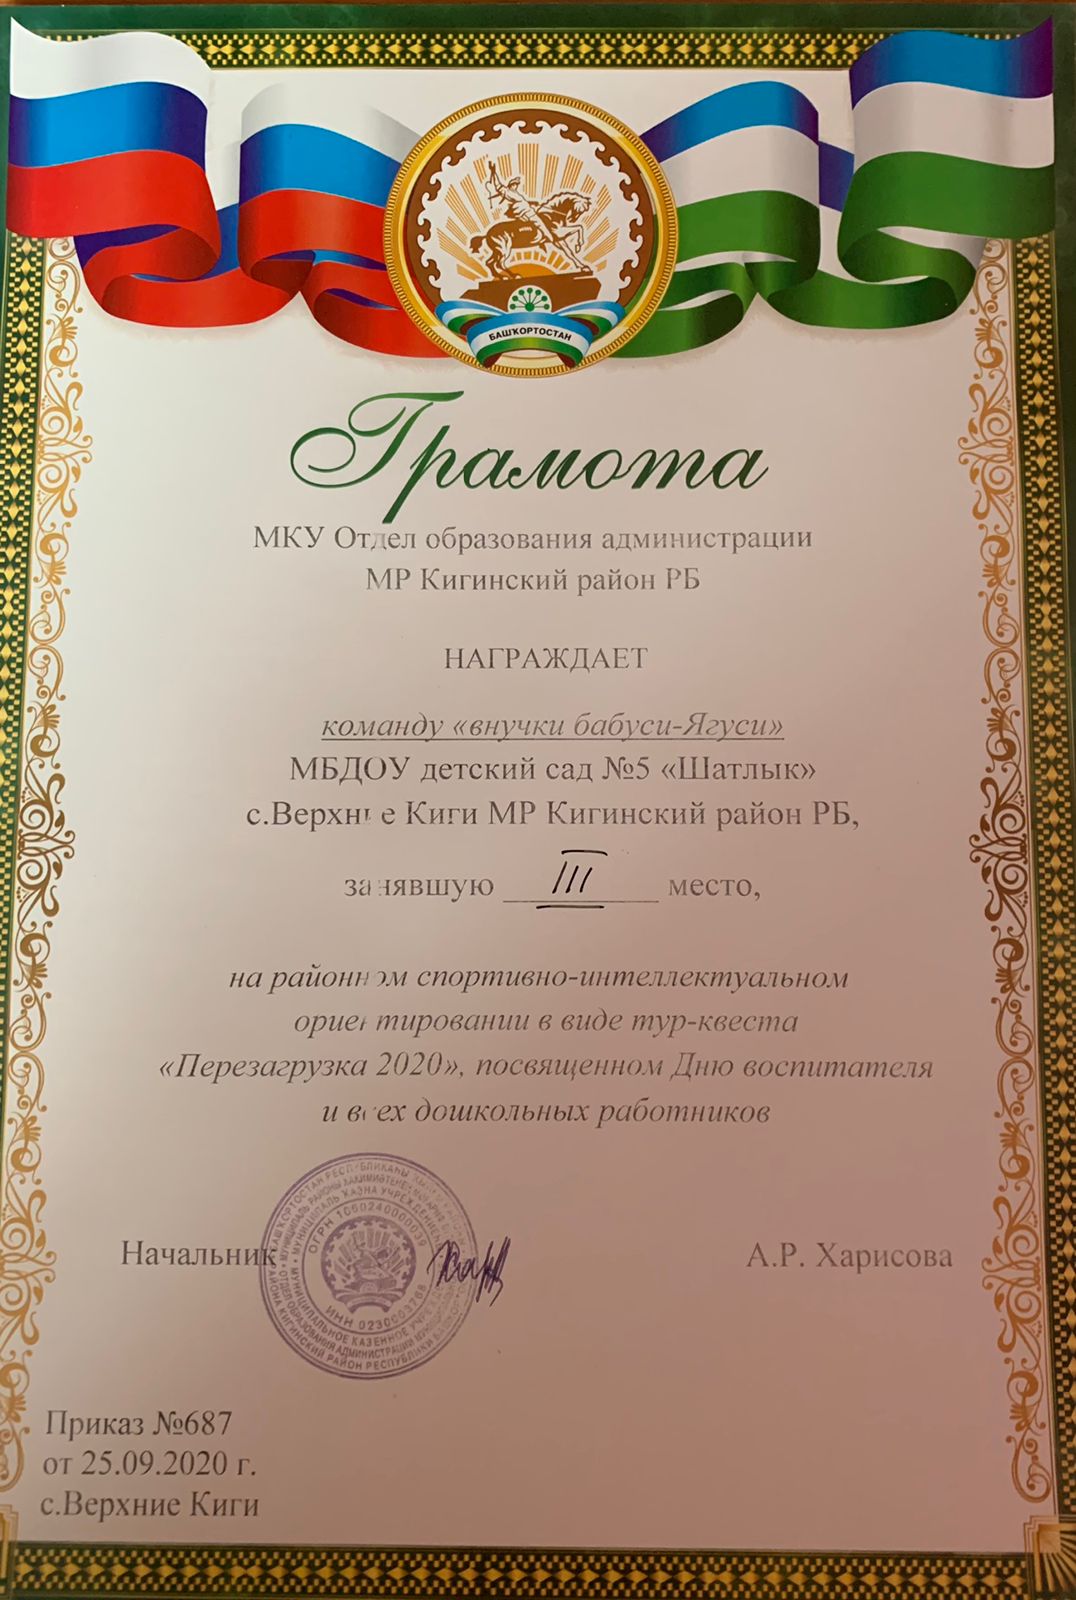 БАШҠОРТОСТАН
Грамота
МКУ Отдел образования администрации
МР Кигинский район РБ
НАГРАЖДАЕТ
команду «внучки бабуси-Ягуси»
МБДОУ детский сад №5 «Шатлык»
с.Верхние Киги МР Кигинский район РБ,
занявшую III место,
на районном спортивно-интеллектуальном
ориентировании в виде тур-квеста
«Перезагрузка 2020», посвященном Дню воспитателя
и всех дошкольных работников
Начальник А.Р. Харисова
Приказ №687
от 25.09.2020 г.
с.Верхние Киги